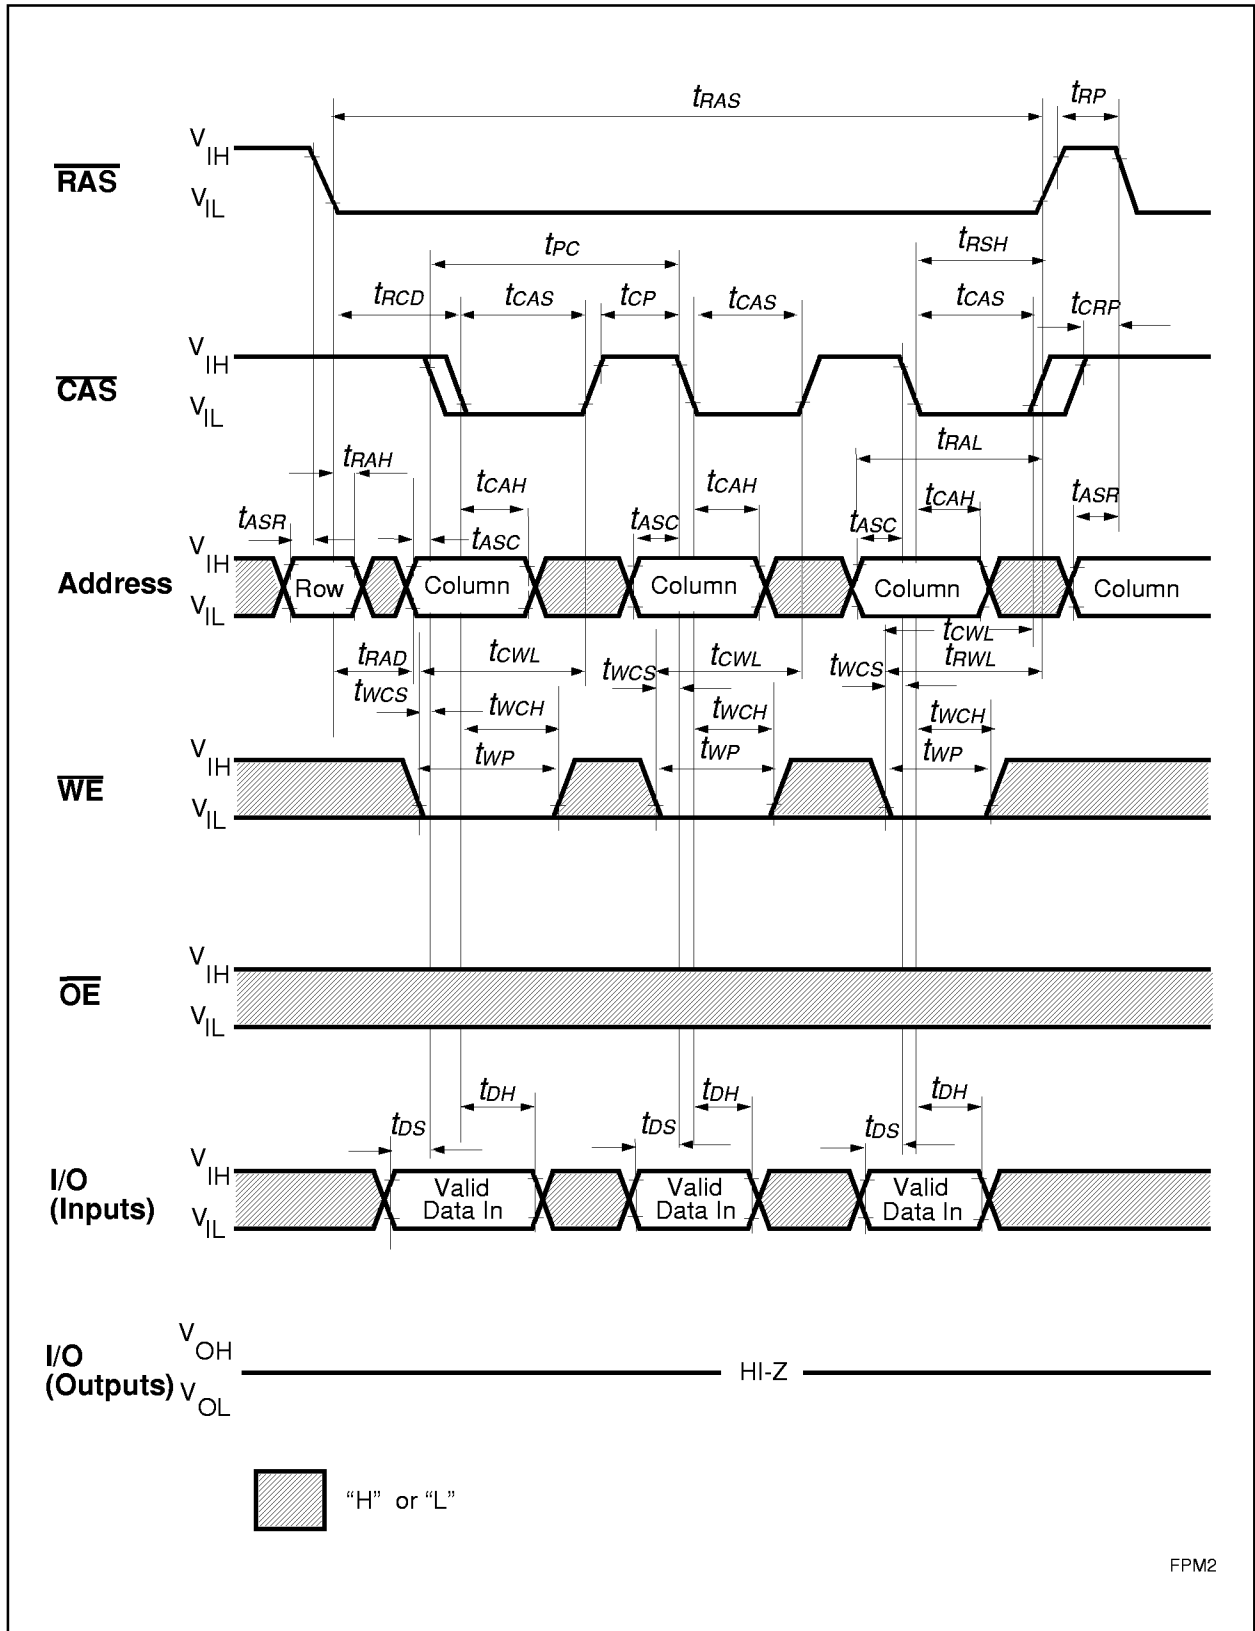 tRAS tRP
VIH
RAS
VIL
tPC tRSH
tRCD tCAS tCP tCAS tCAS tCRP
VIH
CAS
VIL
tRAL
tRAH tCAH tCAH tCAH tASR
tASR tASC tASC tASC
VIH
Address Row Column Column Column Column
VIL
tCWL
tRAD tCWL tCWL tRWL
tWCS tWCS tWCS
tWCH tWCH tWCH
tWP tWP tWP
VIH
WE
VIL
VIH
OE
VIL
tDH tDH tDH
tDS tDS tDS
VIH
I/O
(Inputs)
Valid Data In Valid Data In Valid Data In
VIL
VOH
I/O
(Outputs)
HI-Z
VOL
“H” or “L”
FPM2